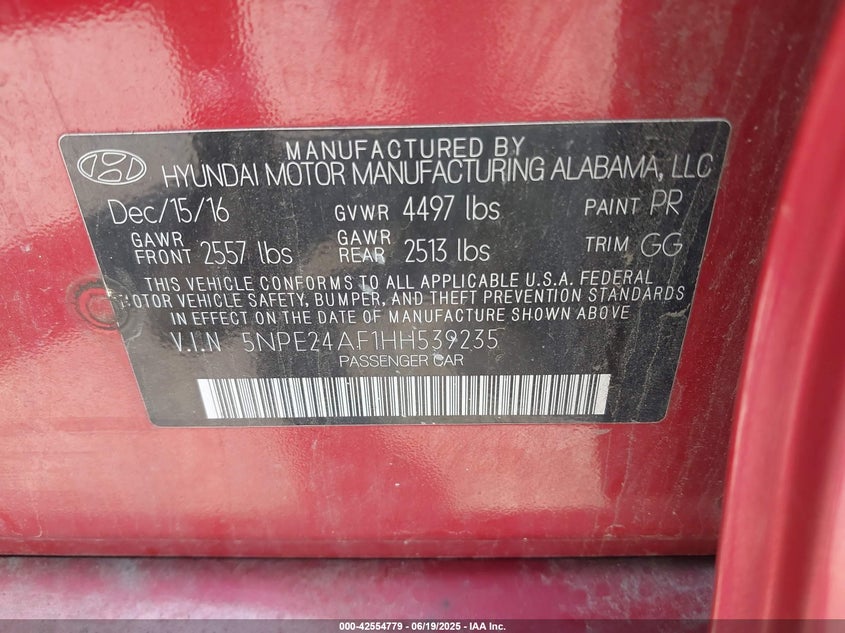 MANUFACTURED BY
HYUNDAI MOTOR MANUFACTURING ALABAMA, LLC
Dec/15/16 GVWR 4497 lbs PAINT PR
GAWR FRONT 2557 lbs GAWR REAR 2513 lbs TRIM GG
THIS VEHICLE CONFORMS TO ALL APPLICABLE U.S.A. FEDERAL
MOTOR VEHICLE SAFETY, BUMPER, AND THEFT PREVENTION STANDARDS
IN EFFECT ON THE DATE OF MANUFACTURE SHOWN ABOVE
V.I.N 5NPE24AF1HH539235
PASSENGER CAR
000-42554779 - 06/19/2025 - IAA Inc.